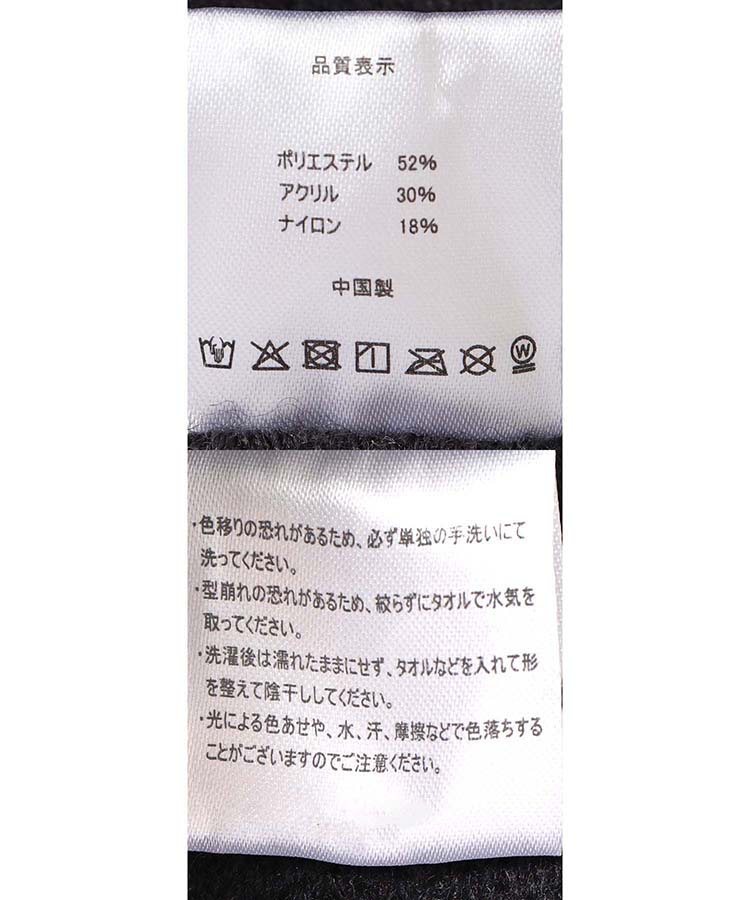 品質表示
ポリエステル 52%
アクリル 30%
ナイロン 18%
中国製
W
・色移りの恐れがあるため、必ず単独の手洗いにて
洗ってください。
・型崩れの恐れがあるため、絞らずにタオルで水気を
取ってください。
・洗濯後は濡れたままにせず、タオルなどを入れて形
を整えて陰干ししてください。
・光による色あせや、水、汗、摩擦などで色落ちする
ことがございますのでご注意ください。